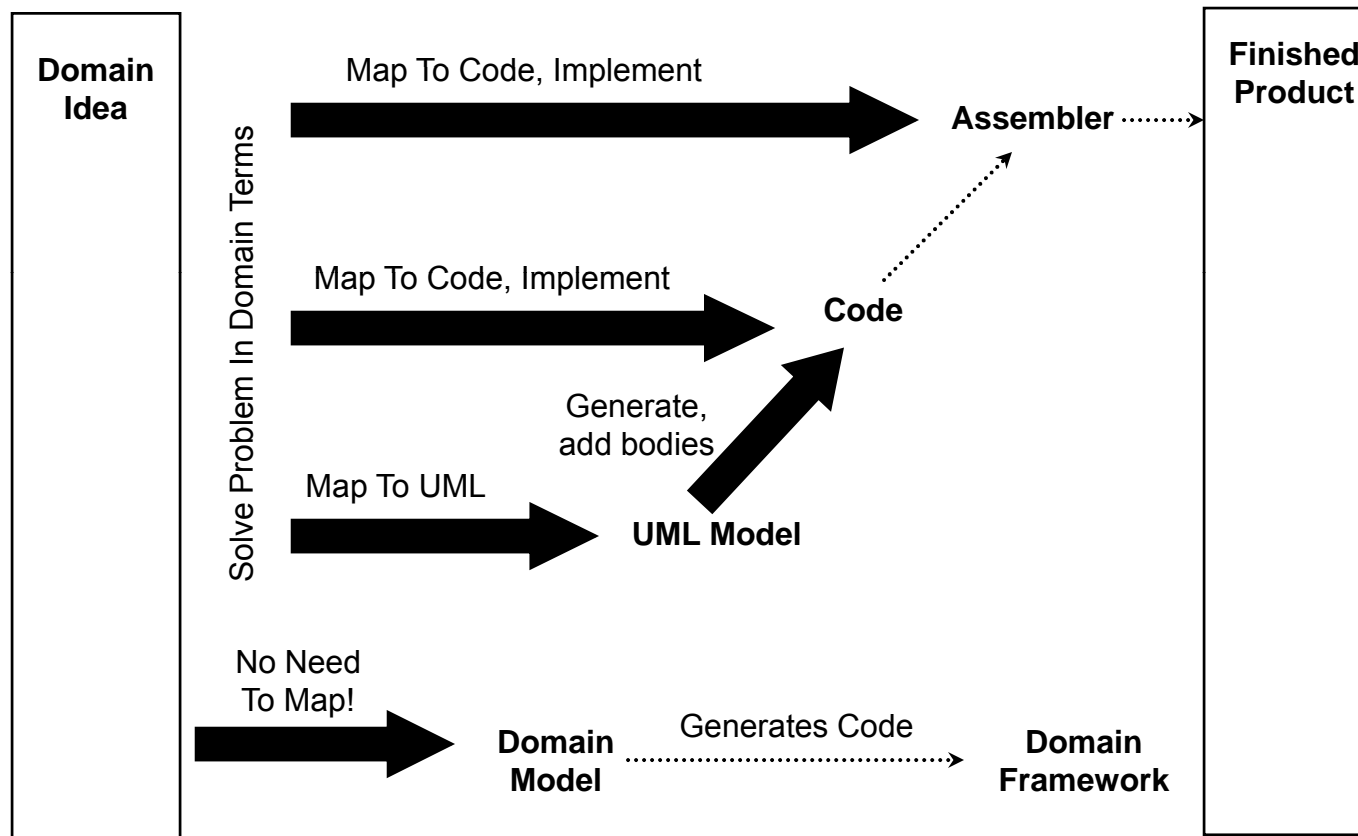 Domain
Idea
Solve Problem In Domain Terms
Map To Code, Implement
Assembler
Finished
Product
Map To Code, Implement
Code
Generate,
add bodies
Map To UML
UML Model
No Need
To Map!
Domain
Model
Generates Code
Domain
Framework